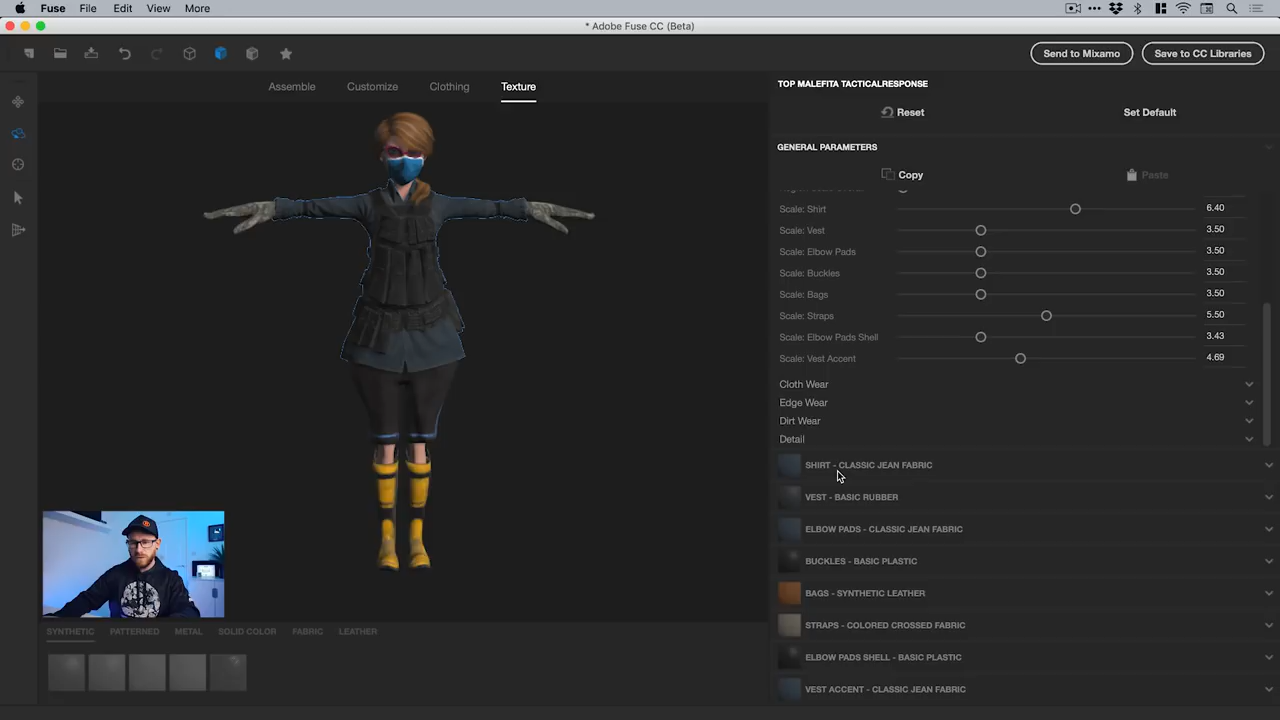 Fuse File Edit View More
* Adobe Fuse CC (Beta)
Send to Mixamo Save to CC Libraries
Assemble Customize Clothing Texture
TOP MALEFITA TACTICALRESPONSE
Reset Set Default
GENERAL PARAMETERS
Copy Paste
Scale: Shirt 6.40
Scale: Vest 3.50
Scale: Elbow Pads 3.50
Scale: Buckles 3.50
Scale: Bags 3.50
Scale: Straps 5.50
Scale: Elbow Pads Shell 3.43
Scale: Vest Accent 4.69
Cloth Wear
Edge Wear
Dirt Wear
Detail
SHIRT - CLASSIC JEAN FABRIC
VEST - BASIC RUBBER
ELBOW PADS - CLASSIC JEAN FABRIC
BUCKLES - BASIC PLASTIC
BAGS - SYNTHETIC LEATHER
STRAPS - COLORED CROSSED FABRIC
ELBOW PADS SHELL - BASIC PLASTIC
VEST ACCENT - CLASSIC JEAN FABRIC
SYNTHETIC PATTERNED METAL SOLID COLOR FABRIC LEATHER